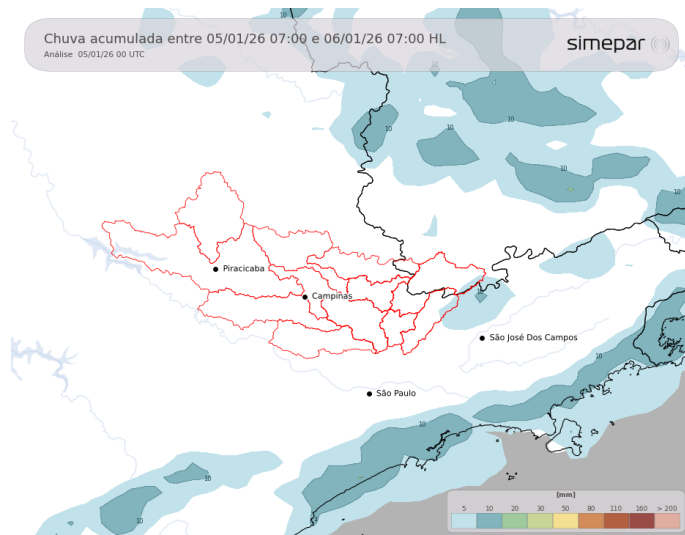 Chuva acumulada entre 05/01/26 07:00 e 06/01/26 07:00 HL
simepar
Análise 05/01/26 00 UTC
10
10
10
10
10
10
10
Piracicaba
Campinas
10
São José Dos Campos
10
São Paulo
10
10
10
[mm]
5 10 20 30 50 80 110 160 > 200